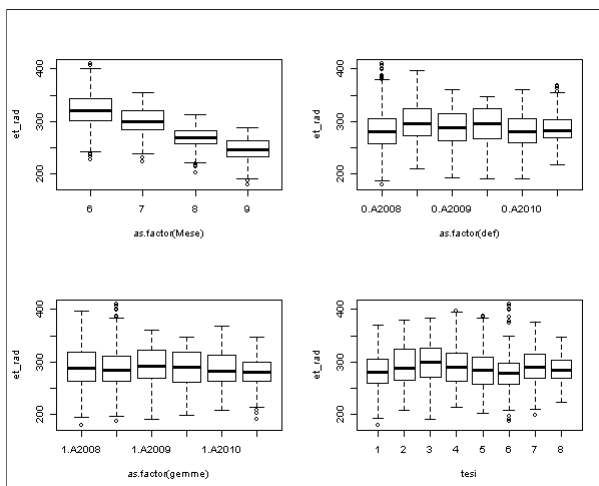 400
300
200
et_rad
6 7 8 9
as.factor(Mese)
400
300
200
et_rad
0.A2008 0.A2009 0.A2010
as.factor(def)
400
300
200
et_rad
1.A2008 1.A2009 1.A2010
as.factor(gemme)
400
300
200
et_rad
1 2 3 4 5 6 7 8
tesi